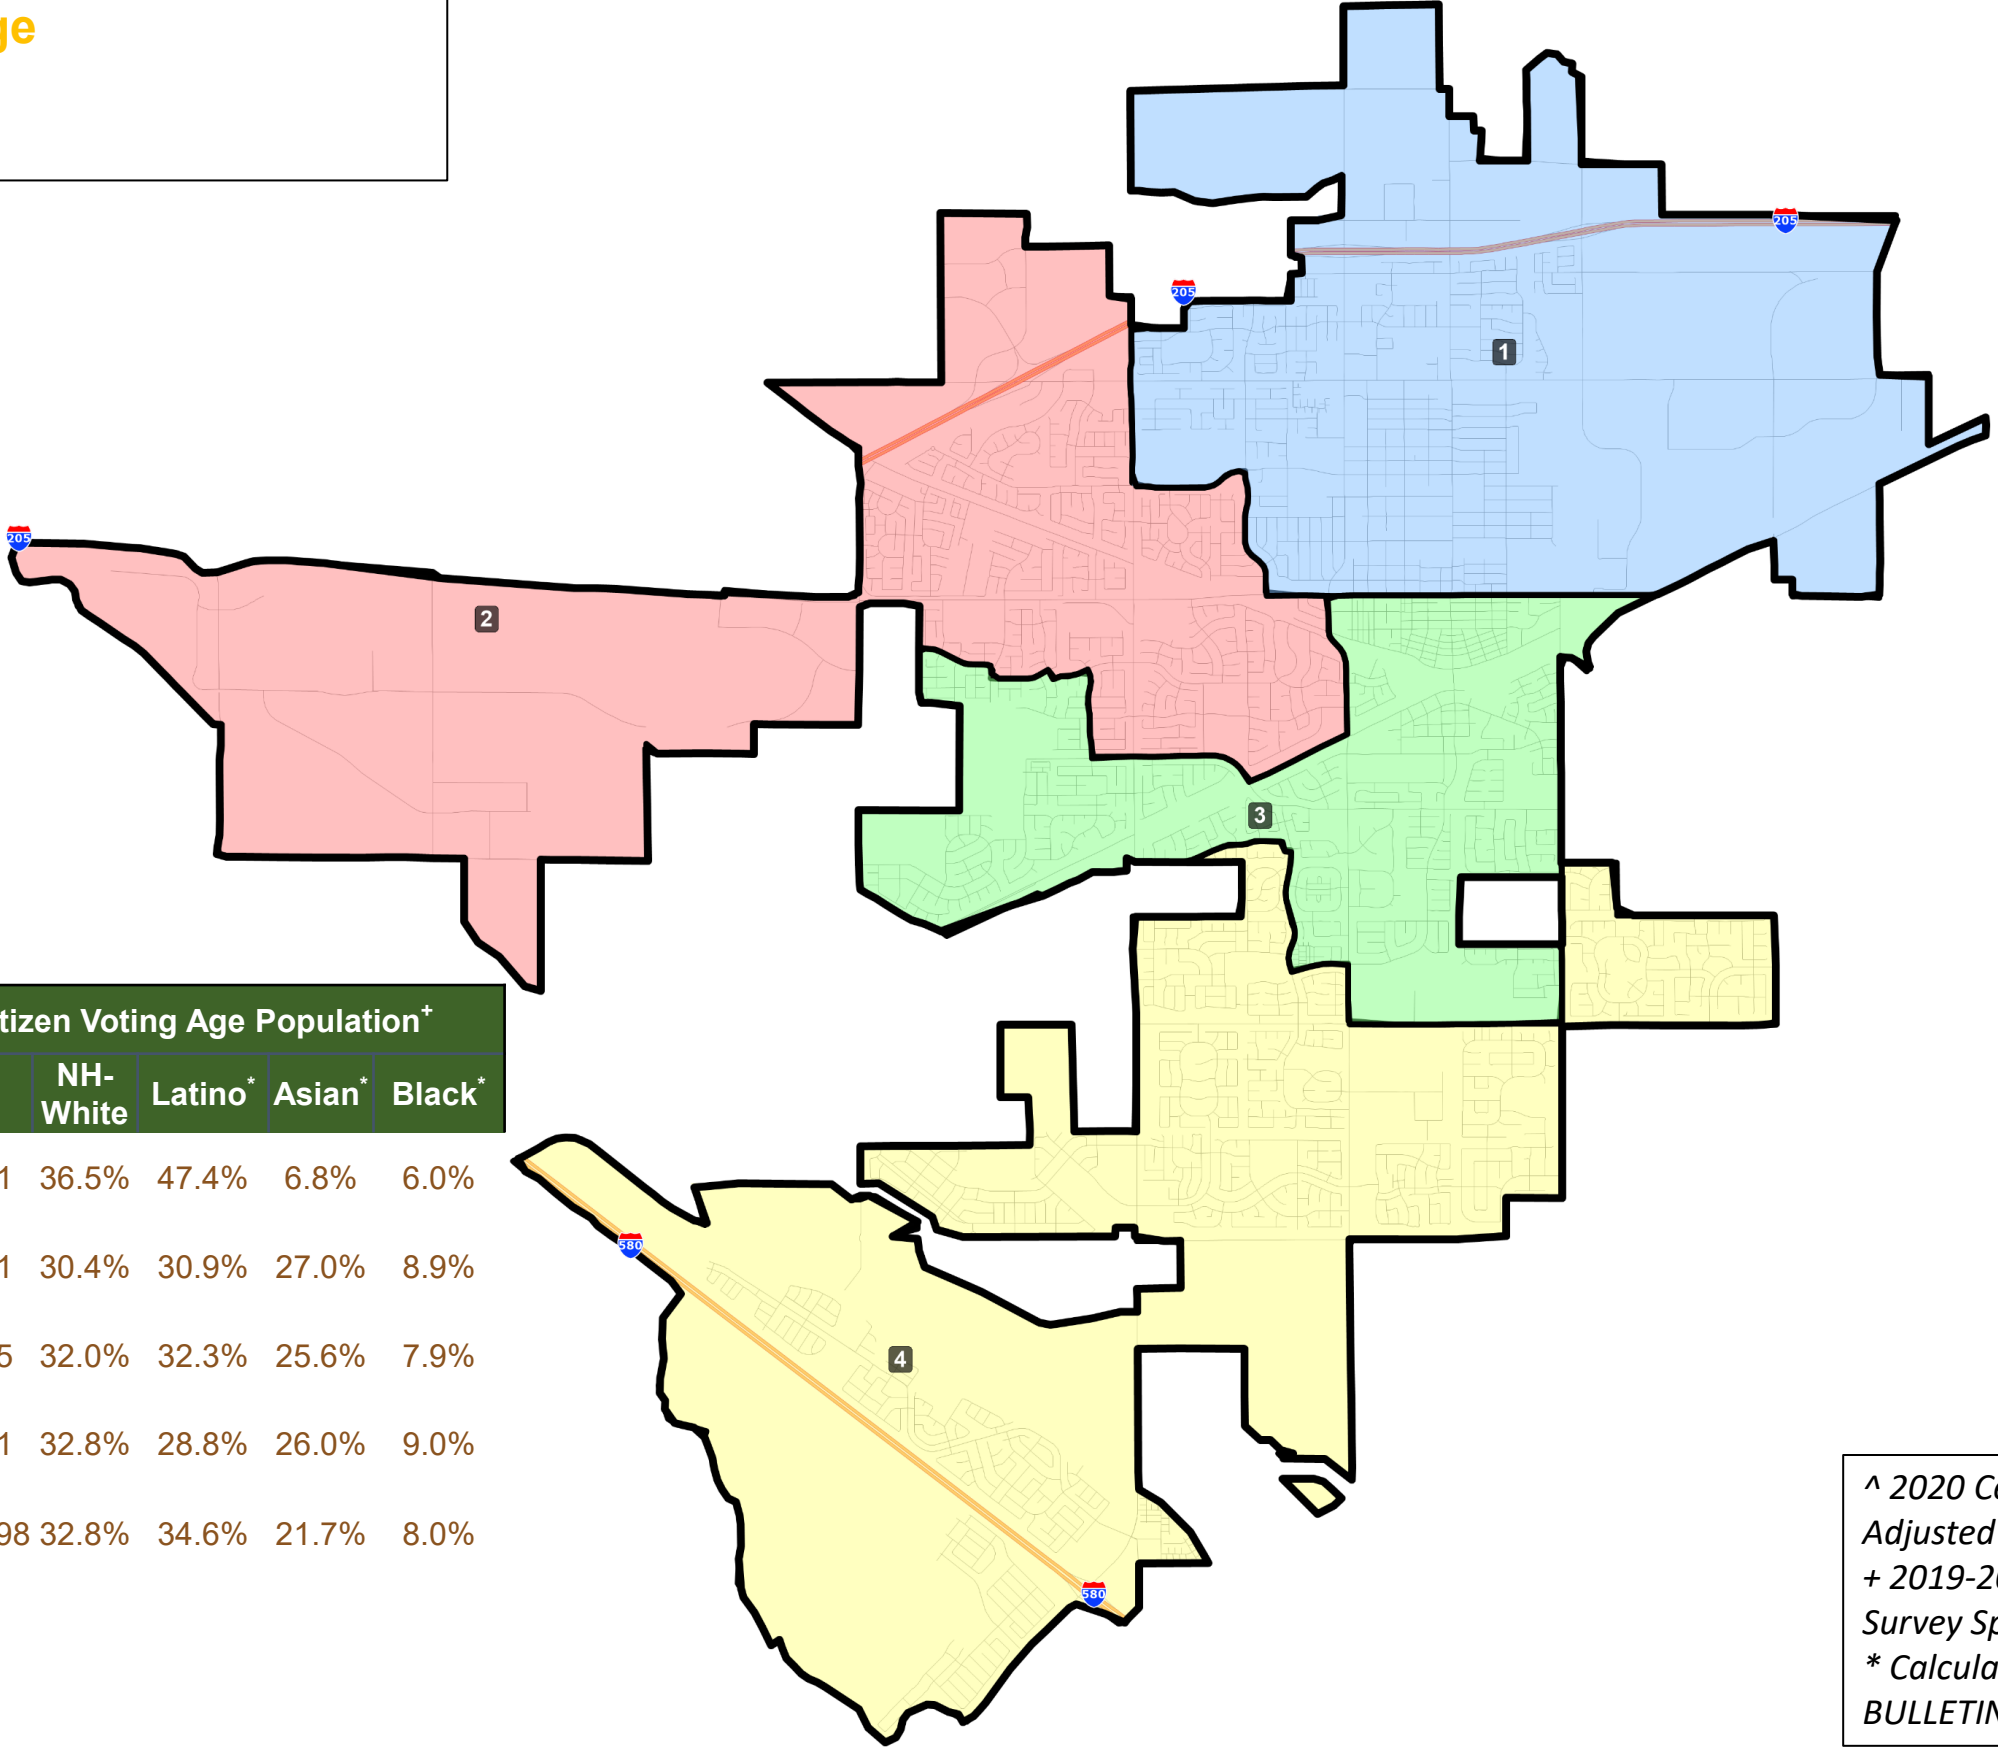 ge
205
205
1
205
2
3
tizen Voting Age Population+
NH-
White Latino* Asian* Black*
1 36.5% 47.4% 6.8% 6.0%
580
1 30.4% 30.9% 27.0% 8.9%
5 32.0% 32.3% 25.6% 7.9%
4
1 32.8% 28.8% 26.0% 9.0%
98 32.8% 34.6% 21.7% 8.0%
580
^ 2020 C
Adjusted
+ 2019-2
Survey Sp
* Calcula
BULLETIN